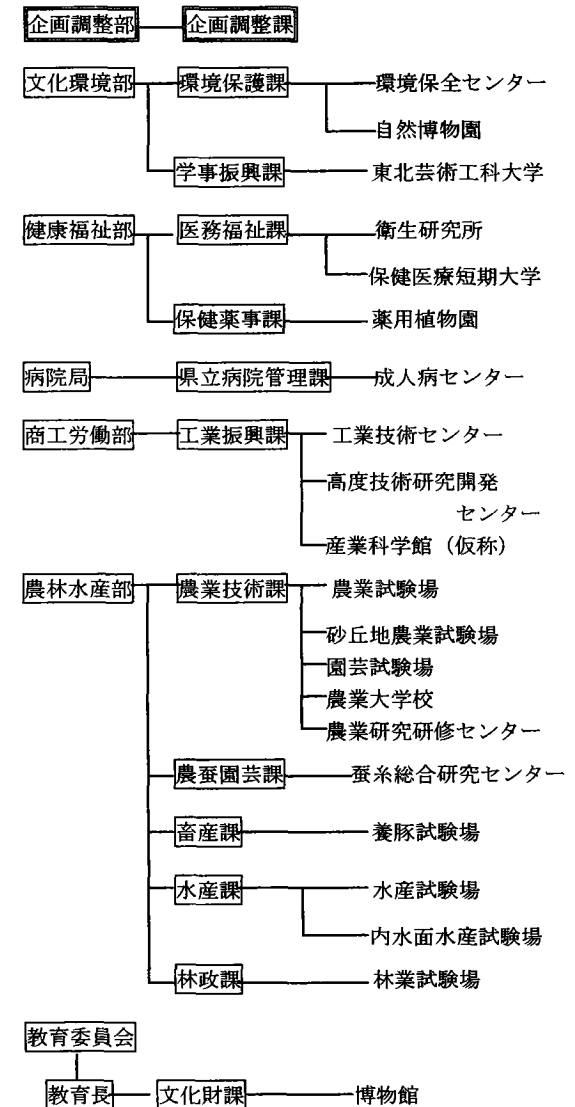 企画調整部 企画調整課
文化環境部 環境保護課 環境保全センター
自然博物園
学事振興課 東北芸術工科大学
健康福祉部 医務福祉課 衛生研究所
保健医療短期大学
保健薬事課 薬用植物園
病院局 県立病院管理課 成人病センター
商工労働部 工業振興課 工業技術センター
高度技術研究開発
センター
産業科学館（仮称）
農林水産部 農業技術課 農業試験場
砂丘地農業試験場
園芸試験場
農業大学校
農業研究研修センター
農蚕園芸課 蚕糸総合研究センター
畜産課 養豚試験場
水産課 水産試験場
内水面水産試験場
林政課 林業試験場
教育委員会
教育長 文化財課 博物館